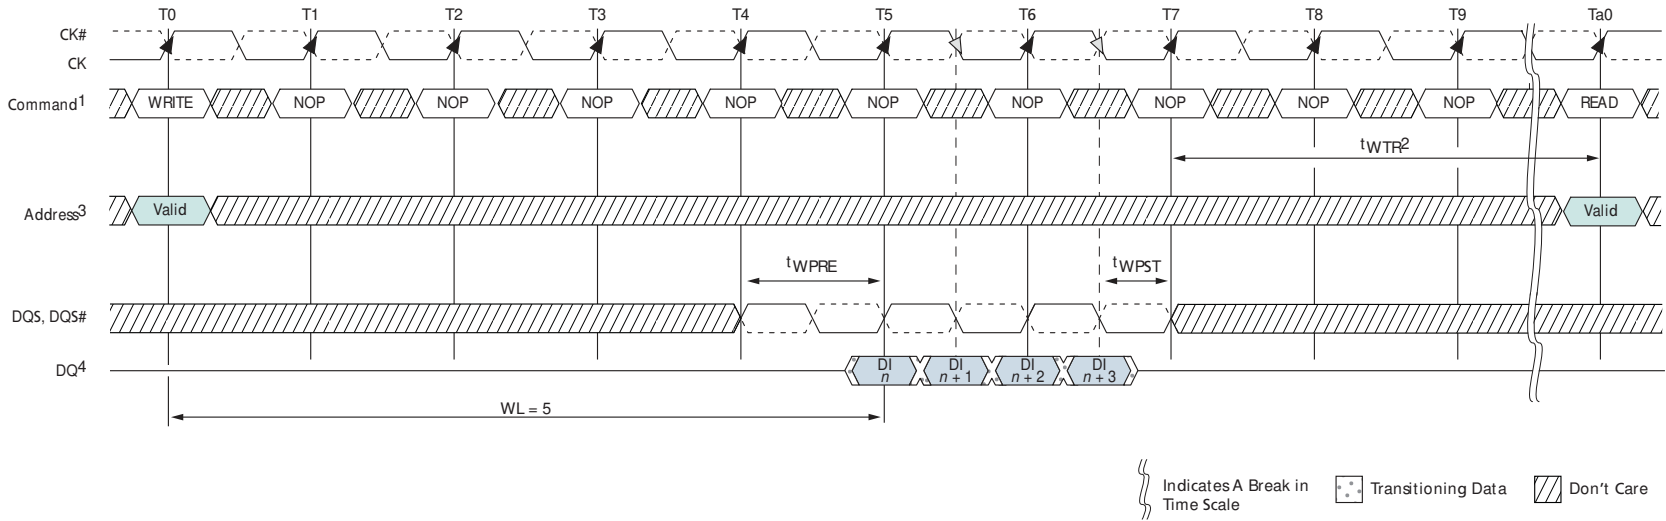 T0 T1 T2 T3 T4 T5 T6 T7 T8 T9 Ta0
CK#
CK
Command1 WRITE NOP NOP NOP NOP NOP NOP NOP NOP NOP READ
tWTR2
Address3 Valid Valid
tWPRE tWPST
DQS, DQS#
DQ4 DI n DI n + 1 DI n + 2 DI n + 3
WL = 5
Indicates A Break in
Time Scale
Transitioning Data
Don't Care